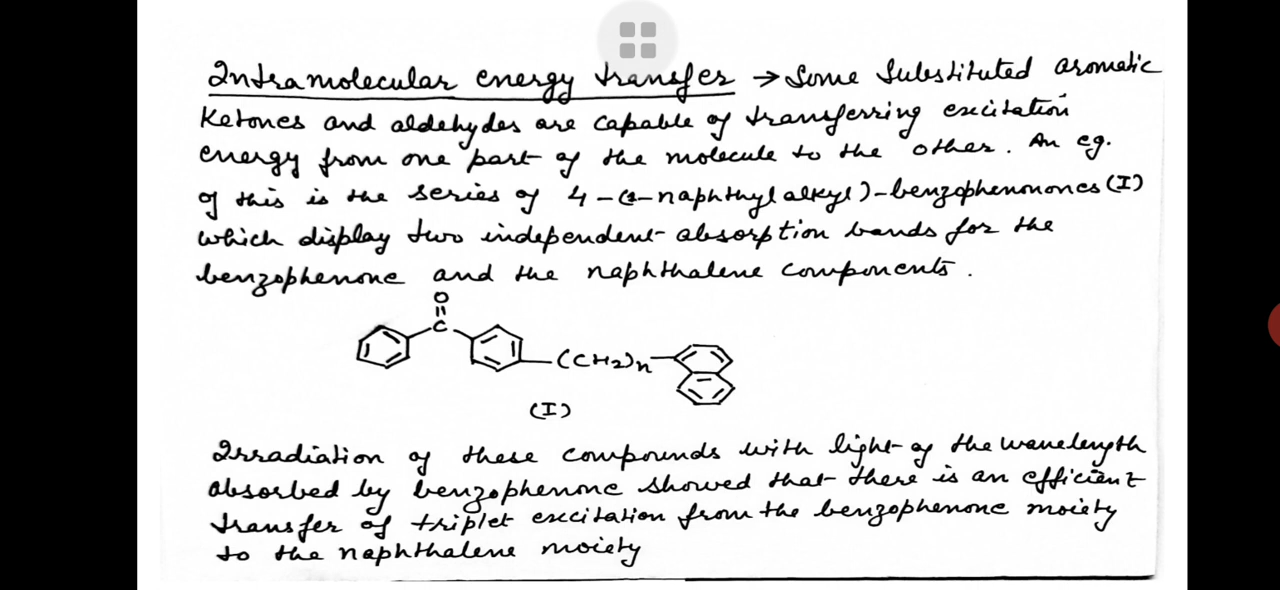 Intramolecular energy transfer → Some substituted aromatic
Ketones and aldehydes are capable of transferring excitation
energy from one part of the molecule to the other. An eg.
of this is the series of 4-(1-naphthyl alkyl)-benzophenonones (I)
which display two independent absorption bands for the
benzophenone and the naphthalene components.
O
C
(CH2)n
(I)
Irradiation of these compounds with light of the wavelength
absorbed by benzophenone showed that there is an efficient
transfer of triplet excitation from the benzophenone moiety
to the naphthalene moiety